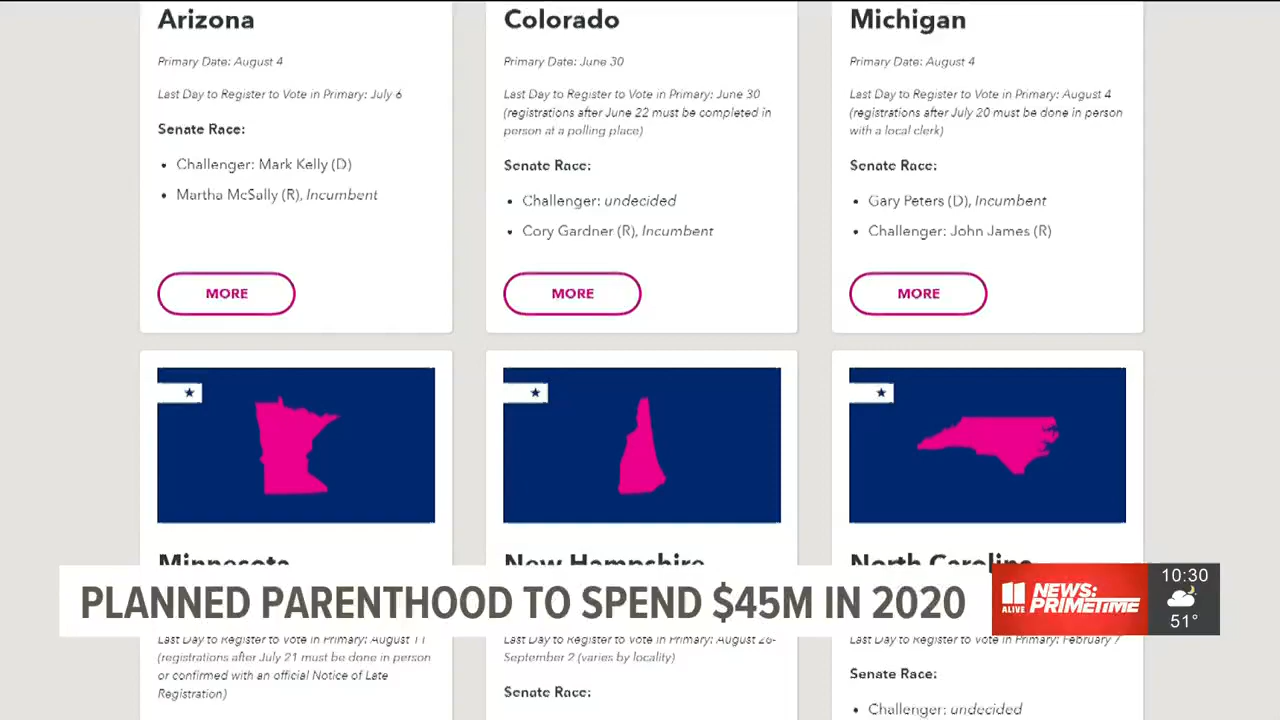 Arizona
Primary Date: August 4
Last Day to Register to Vote in Primary: July 6
Senate Race:
• Challenger: Mark Kelly (D)
• Martha McSally (R), Incumbent
MORE
Colorado
Primary Date: June 30
Last Day to Register to Vote in Primary: June 30
(registrations after June 22 must be completed in
person at a polling place)
Senate Race:
• Challenger: undecided
• Cory Gardner (R), Incumbent
MORE
Michigan
Primary Date: August 4
Last Day to Register to Vote in Primary: August 4
(registrations after July 20 must be done in person
with a local clerk)
Senate Race:
• Gary Peters (D), Incumbent
• Challenger: John James (R)
MORE
Minnesota
Last Day to Register to Vote in Primary: August 11
(registrations after July 21 must be done in person
or confirmed with an official Notice of Late
Registration)
New Hampshire
Last Day to Register to Vote in Primary: August 26-
September 2 (varies by locality)
Senate Race:
North Carolina
Last Day to Register to Vote in Primary: February 7
Senate Race:
• Challenger: undecided
PLANNED PARENTHOOD TO SPEND $45M IN 2020
11 ALIVE
NEWS:
PRIMETIME
10:30
51°